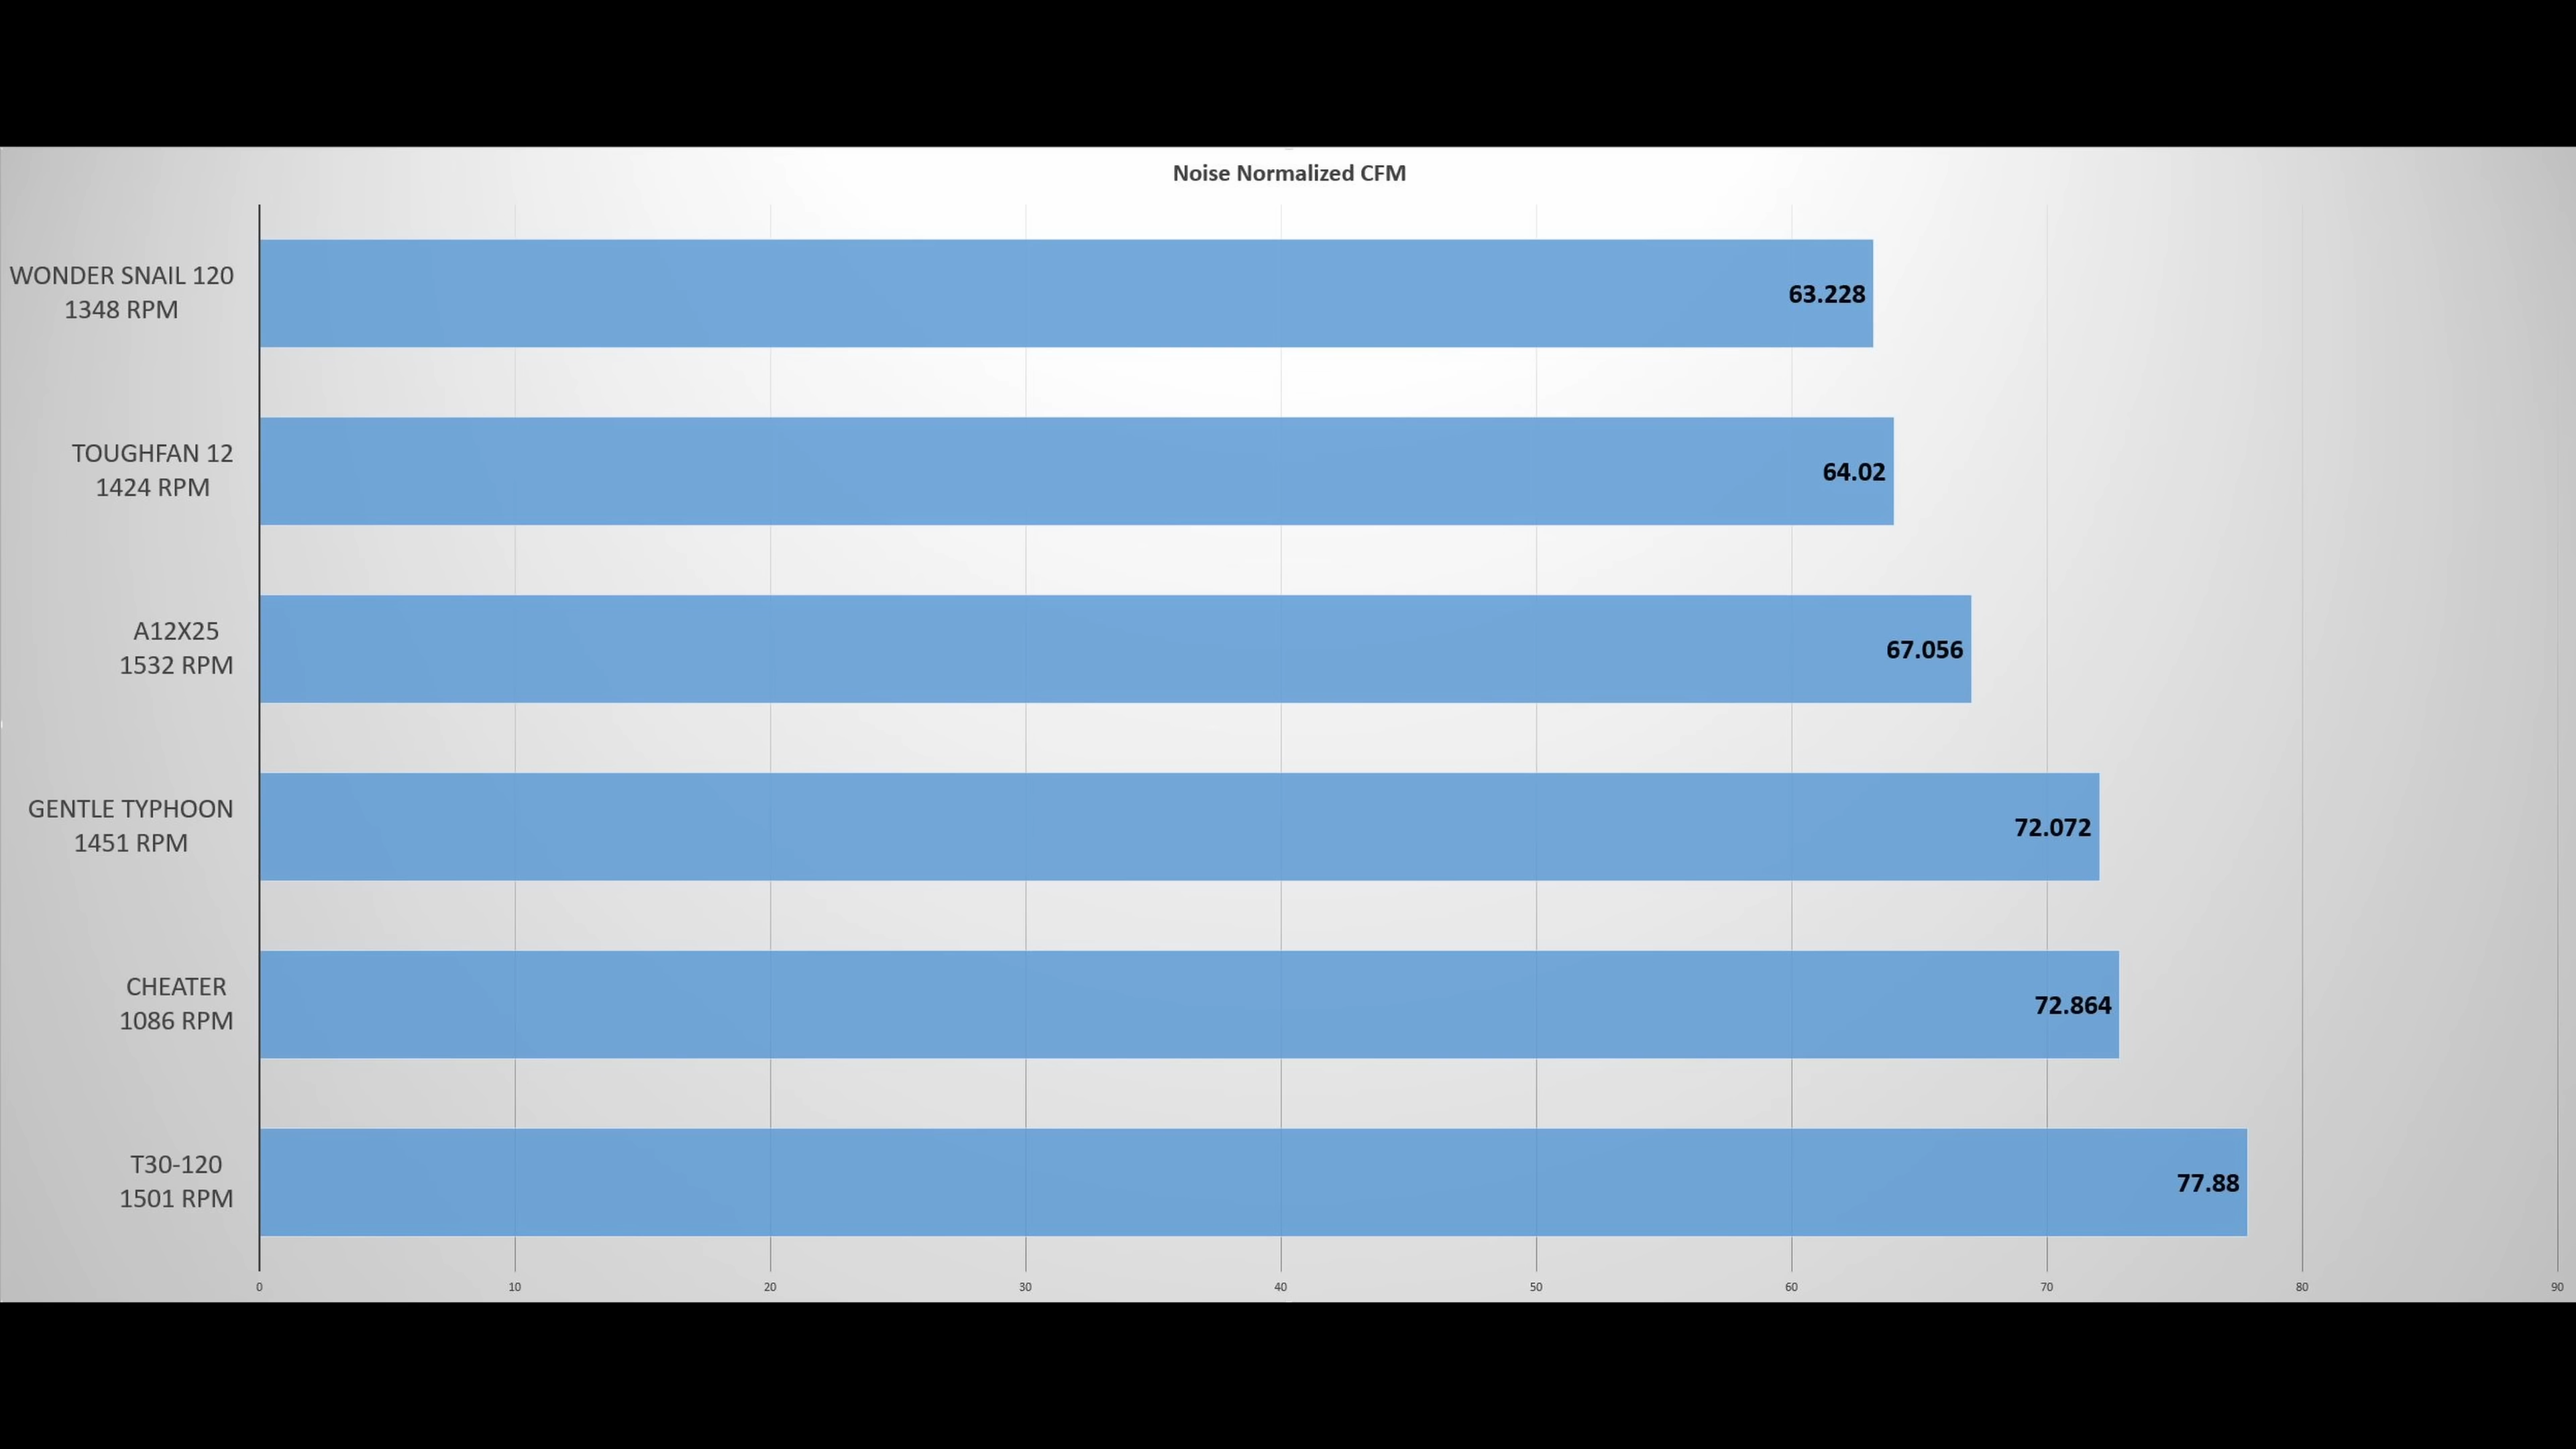 Noise Normalized CFM
WONDER SNAIL 120
1348 RPM
63.228
TOUGHFAN 12
1424 RPM
64.02
A12X25
1532 RPM
67.056
GENTLE TYPHOON
1451 RPM
72.072
CHEATER
1086 RPM
72.864
T30-120
1501 RPM
77.88
0 10 20 30 40 50 60 70 80 90